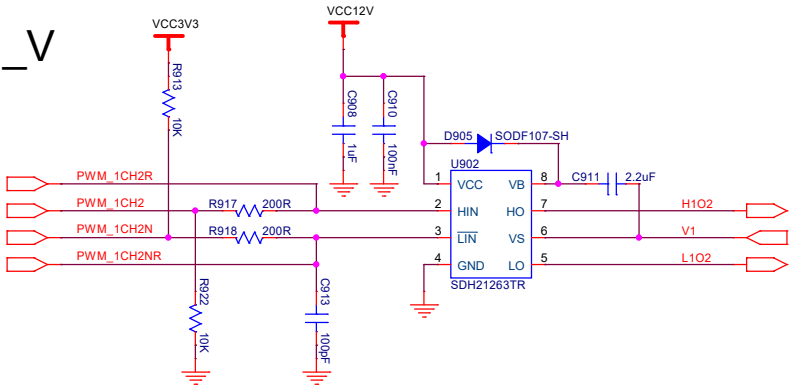 _V
VCC3V3
VCC12V
R913
10K
C908
1uF
C910
100nF
D905
SODF107-SH
U902
C911
2.2uF
PWM_1CH2R
PWM_1CH2
R917
200R
PWM_1CH2N
R918
200R
PWM_1CH2NR
1
VCC
VB
8
2
HIN
HO
7
3
LIN
VS
6
4
GND
LO
5
SDH21263TR
H1O2
V1
L1O2
R922
10K
C913
100pF